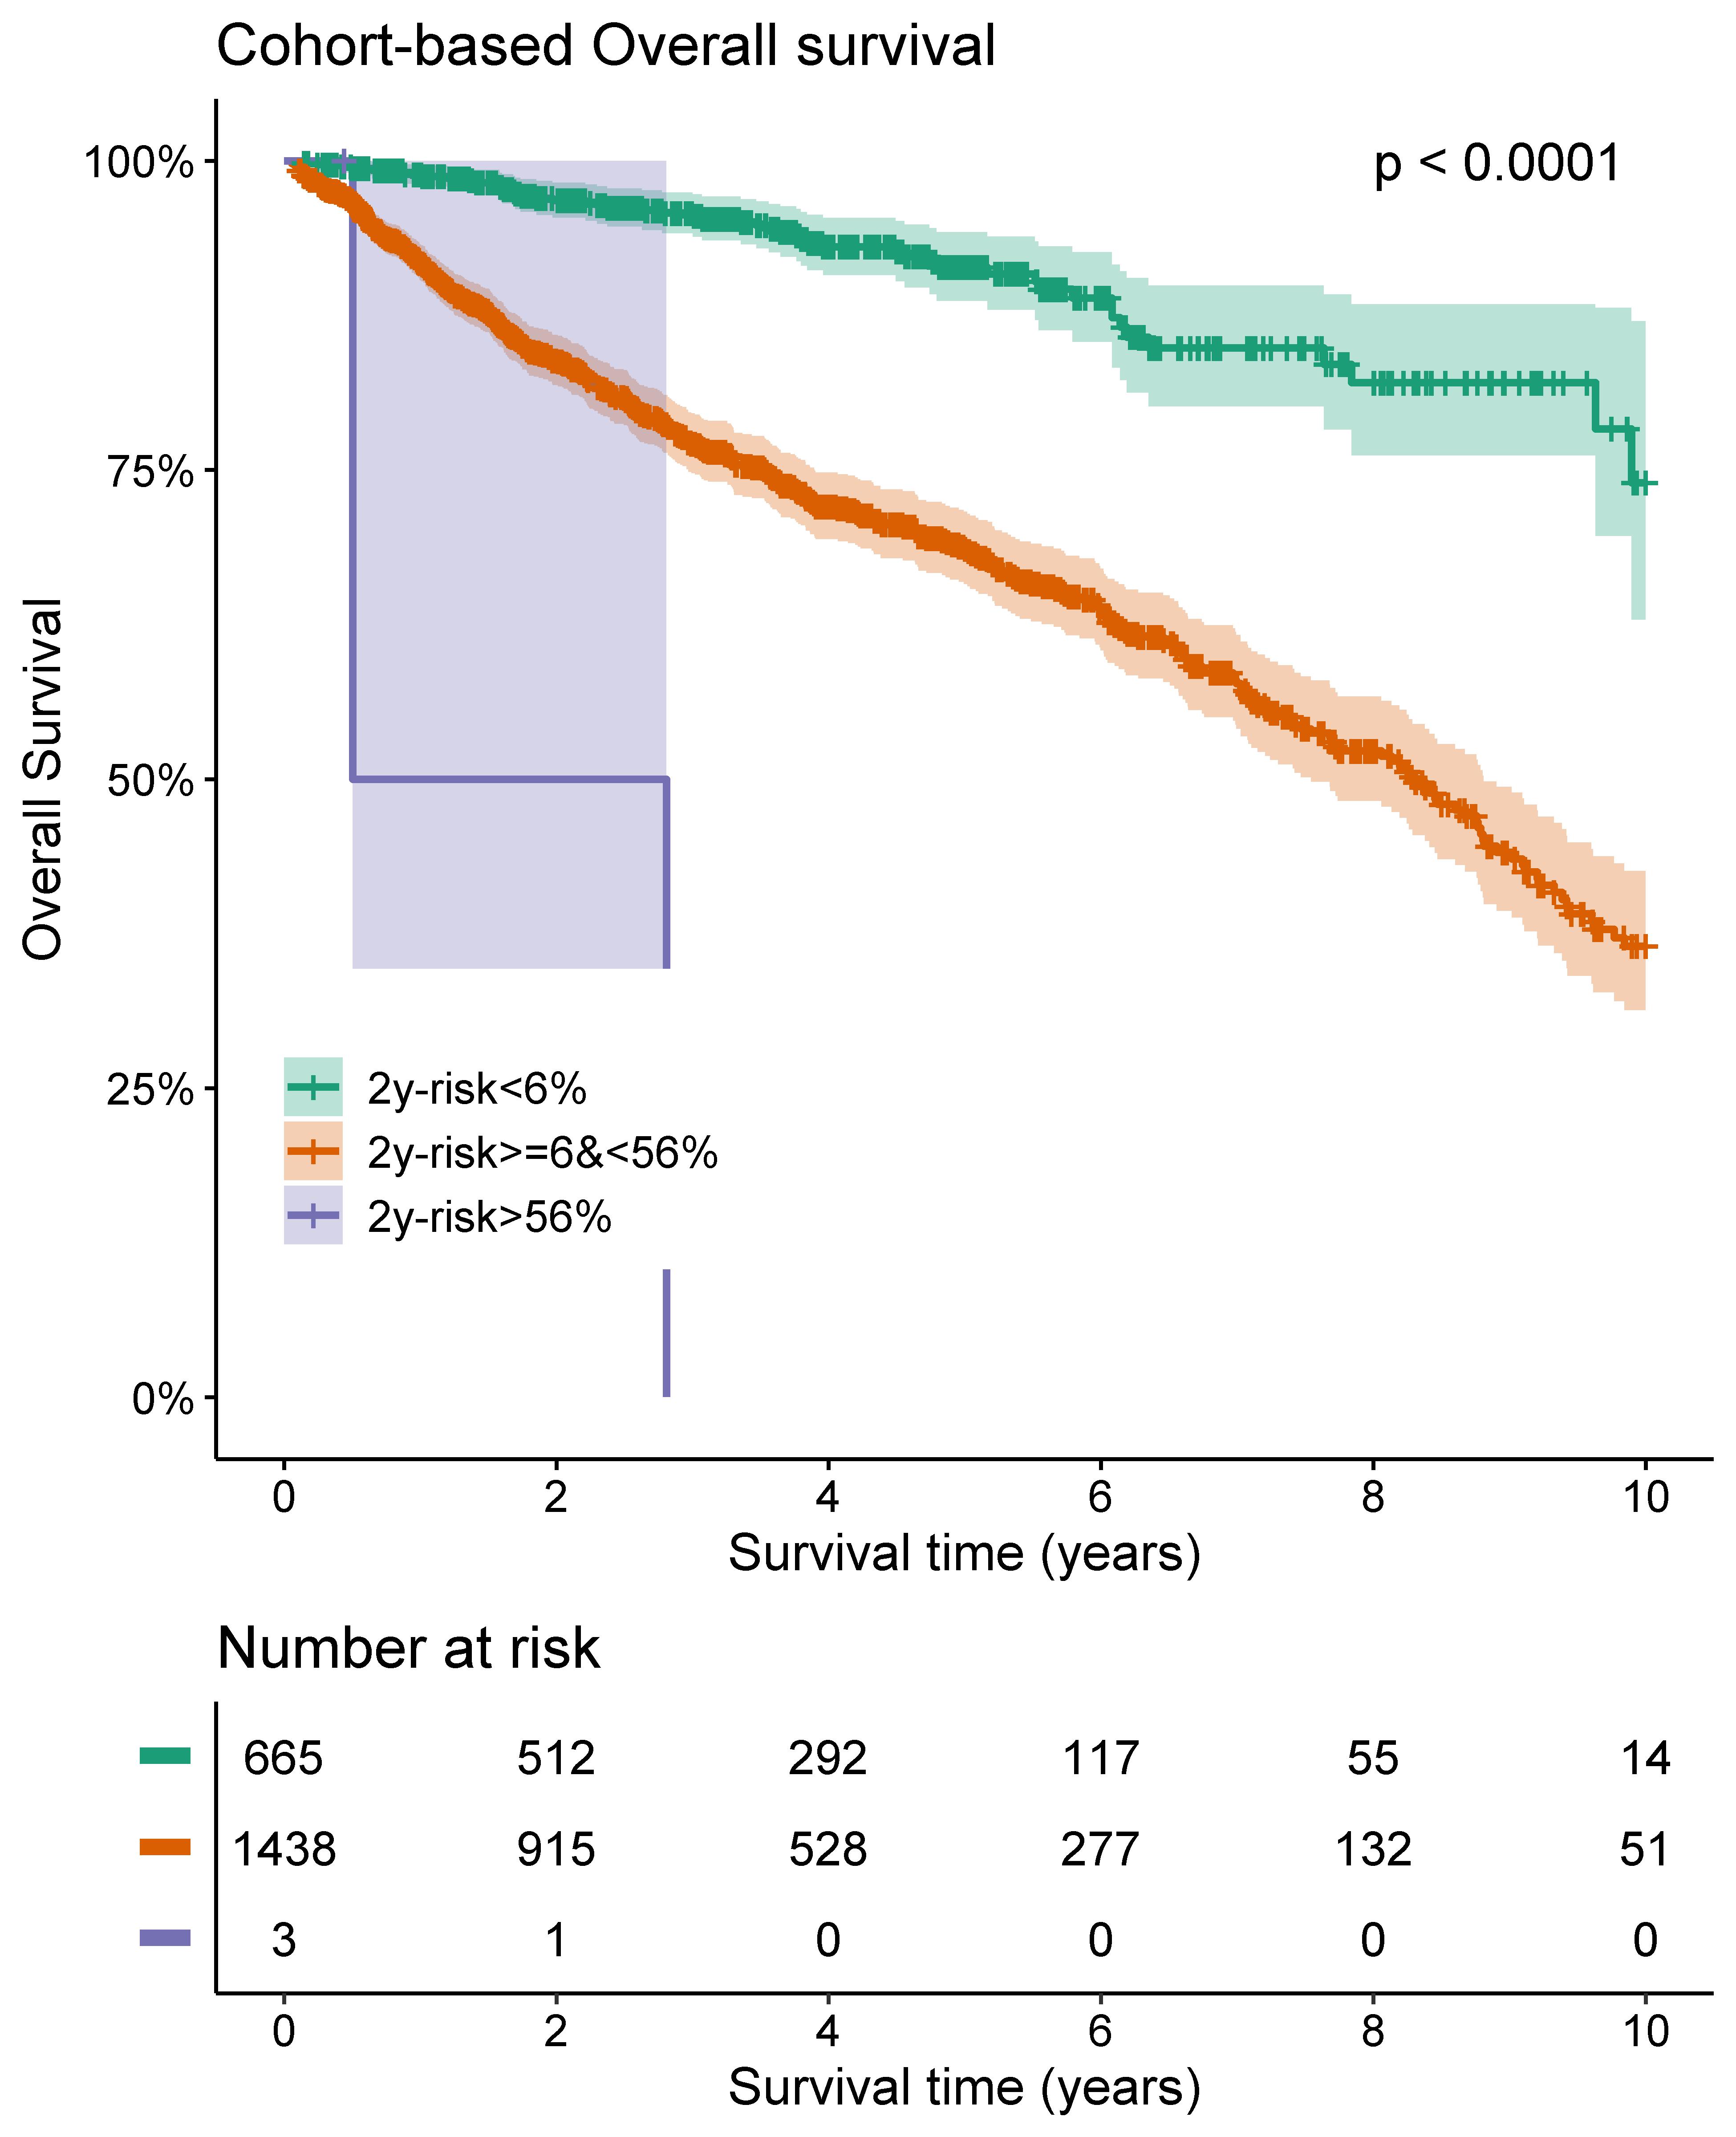 Cohort-based Overall survival
p < 0.0001
100%
75%
50%
25%
0%
Overall Survival
2y-risk<6%
2y-risk>=6&<56%
2y-risk>56%
0 2 4 6 8 10
Survival time (years)
Number at risk
665 512 292 117 55 14
1438 915 528 277 132 51
3 1 0 0 0 0
0 2 4 6 8 10
Survival time (years)